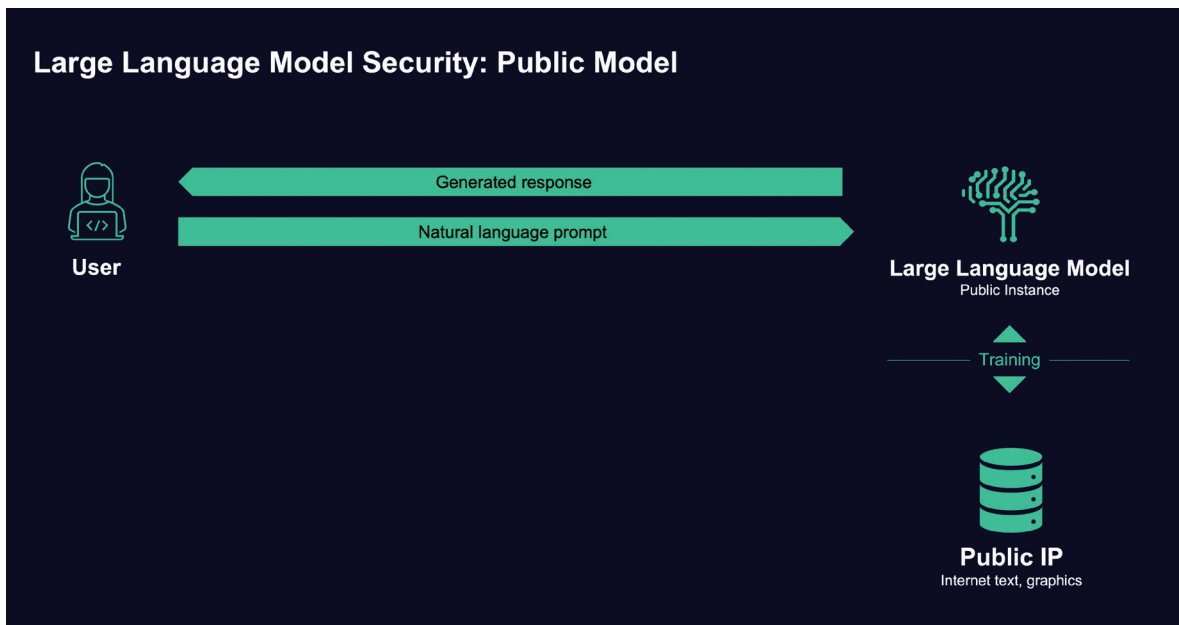 Large Language Model Security: Public Model
Generated response
Natural language prompt
</>
User
Large Language Model
Public Instance
Training
Public IP
Internet text, graphics